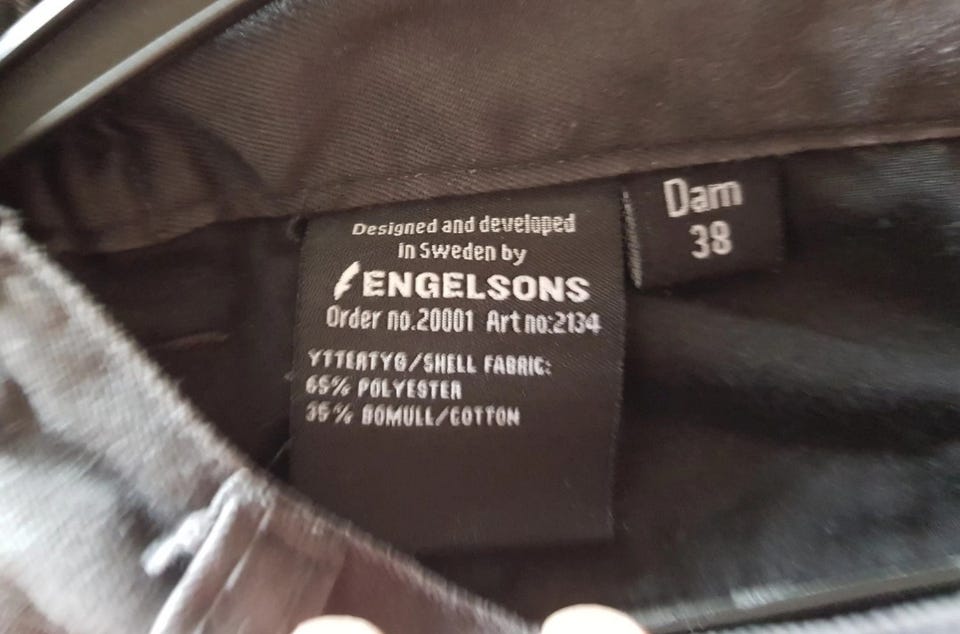 Designed and developed
in Sweden by
ENGELSONS
Order no.20001 Art no:2134
YTTERTYG/SHELL FABRIC:
65% POLYESTER
35% BOMULL/COTTON
Dam
38